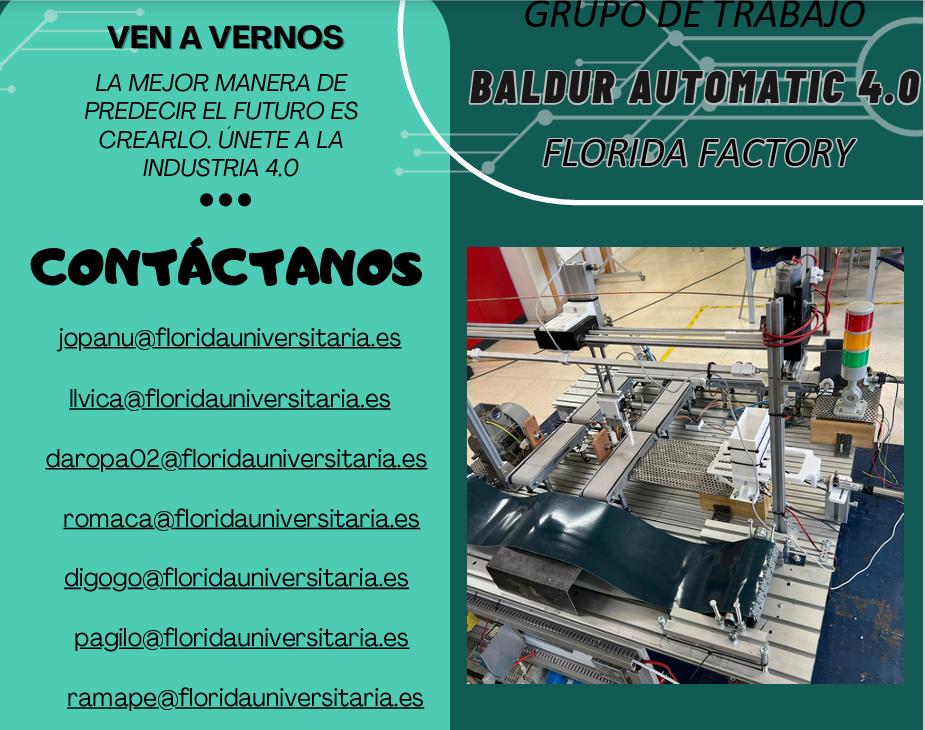 VEN A VERNOS
LA MEJOR MANERA DE
PREDECIR EL FUTURO ES
CREARLO. ÚNETE A LA
INDUSTRIA 4.0
CONTÁCTANOS
jopanu@floridauniversitaria.es
llvica@floridauniversitaria.es
daropa02@floridauniversitaria.es
romaca@floridauniversitaria.es
digogo@floridauniversitaria.es
pagilo@floridauniversitaria.es
ramape@floridauniversitaria.es
GRUPO DE TRABAJO
BALDUR AUTOMATIC 4.0
FLORIDA FACTORY